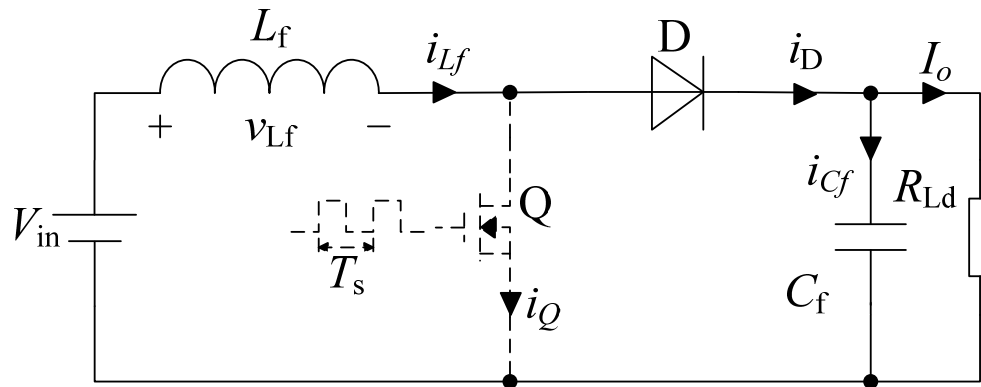 L_f
i_Lf
D
i_D
I_o
+ v_Lf −
i_Cf
R_Ld
V_in
Q
T_s
i_Q
C_f